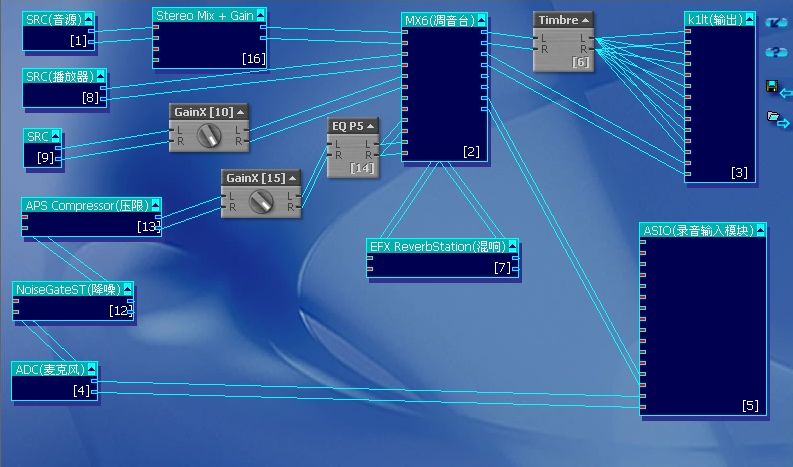 SRC(音源)
[1]
Stereo Mix + Gain
[16]
MX6(调音台)
[2]
Timbre
L L
R R
[6]
k1lt(输出)
[3]
SRC(播放器)
[8]
GainX [10]
L L
R R
SRC
[9]
EQ P5
L L
R R
[14]
GainX [15]
L L
R R
APS Compressor(压限)
[13]
EFX ReverbStation(混响)
[7]
ASIO(录音输入模块)
[5]
NoiseGateST(降噪)
[12]
ADC(麦克风)
[4]